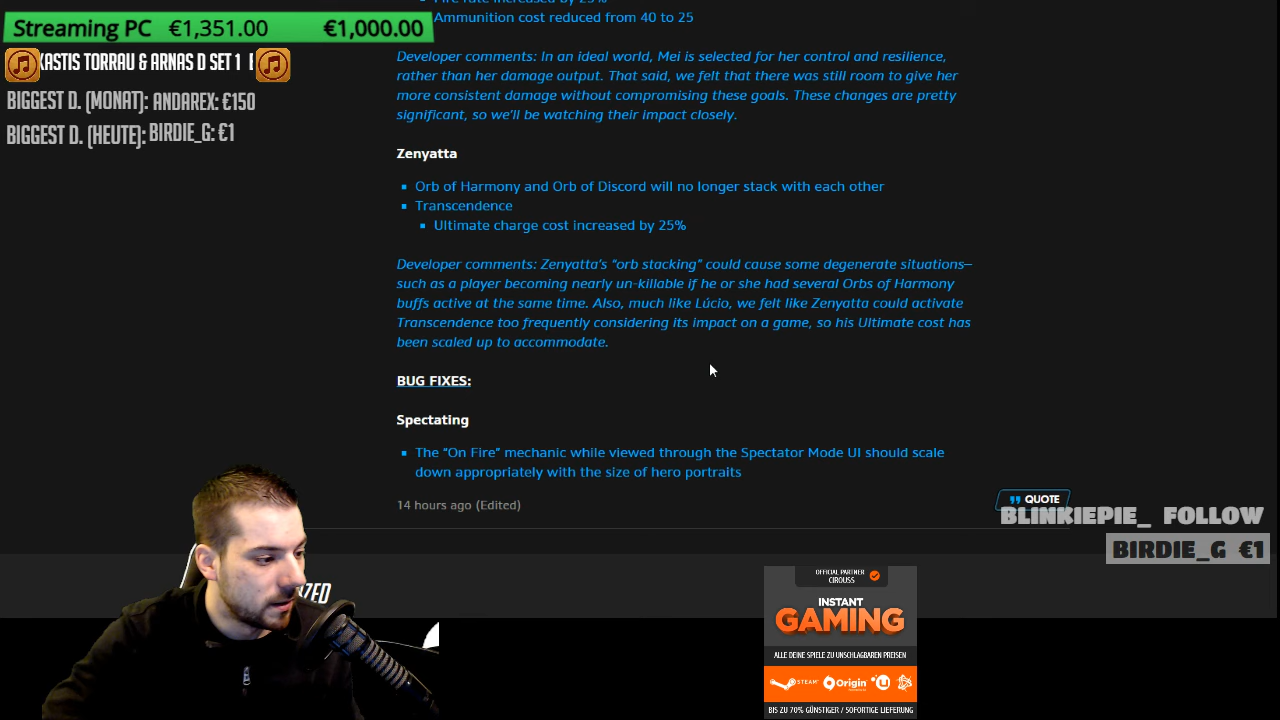 Fire rate increased by 25%
Streaming PC €1,351.00 €1,000.00
Ammunition cost reduced from 40 to 25
KASTIS TORRAU & ARNAS D SET 1
Developer comments: In an ideal world, Mei is selected for her control and resilience,
rather than her damage output. That said, we felt that there was still room to give her
more consistent damage without compromising these goals. These changes are pretty
significant, so we'll be watching their impact closely.
BIGGEST D. (MONAT): ANDAREX: €150
BIGGEST D. (HEUTE): BIRDIE_G: €1
Zenyatta
Orb of Harmony and Orb of Discord will no longer stack with each other
Transcendence
Ultimate charge cost increased by 25%
Developer comments: Zenyatta's “orb stacking” could cause some degenerate situations—
such as a player becoming nearly un-killable if he or she had several Orbs of Harmony
buffs active at the same time. Also, much like Lúcio, we felt like Zenyatta could activate
Transcendence too frequently considering its impact on a game, so his Ultimate cost has
been scaled up to accommodate.
BUG FIXES:
Spectating
The “On Fire” mechanic while viewed through the Spectator Mode UI should scale
down appropriately with the size of hero portraits
14 hours ago (Edited)
QUOTE
BLINKIEPIE_ FOLLOW
BIRDIE_G €1
OFFICIAL PARTNER
CIROUSS
INSTANT
GAMING
ALLE DEINE SPIELE ZU UNSCHLAGBAREN PREISEN
STEAM Origin
BIS ZU 70% GÜNSTIGER / SOFORTIGE LIEFERUNG